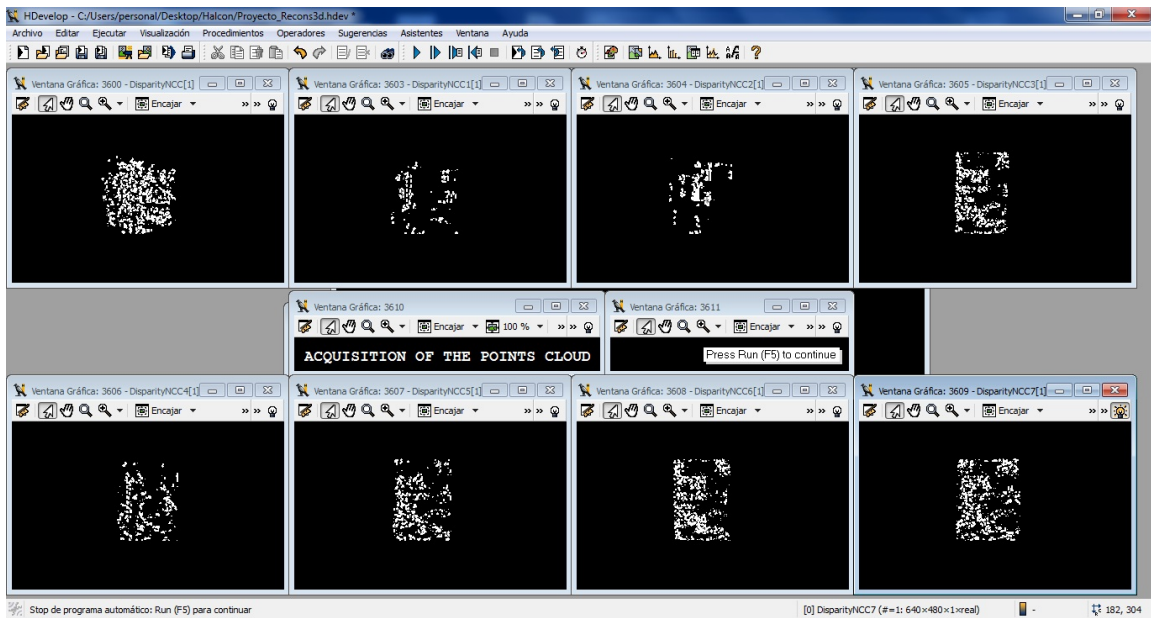 HDevelop - C:/Users/personal/Desktop/Halcon/Proyecto_Recons3d.hdev *
Archivo Editar Ejecutar Visualización Procedimientos Operadores Sugerencias Asistentes Ventana Ayuda
Ventana Gráfica: 3600 - DisparityNCC[1]
Ventana Gráfica: 3603 - DisparityNCC1[1]
Ventana Gráfica: 3604 - DisparityNCC2[1]
Ventana Gráfica: 3605 - DisparityNCC3[1]
Encajar
Encajar
Encajar
Encajar
Ventana Gráfica: 3610
Ventana Gráfica: 3611
Encajar 100 %
Encajar
ACQUISITION OF THE POINTS CLOUD
Press Run (F5) to continue
Ventana Gráfica: 3606 - DisparityNCC4[1]
Ventana Gráfica: 3607 - DisparityNCC5[1]
Ventana Gráfica: 3608 - DisparityNCC6[1]
Ventana Gráfica: 3609 - DisparityNCC7[1]
Encajar
Encajar
Encajar
Encajar
Stop de programa automático: Run (F5) para continuar
[0] DisparityNCC7 (#=1: 640×480×1×real)
-
182, 304